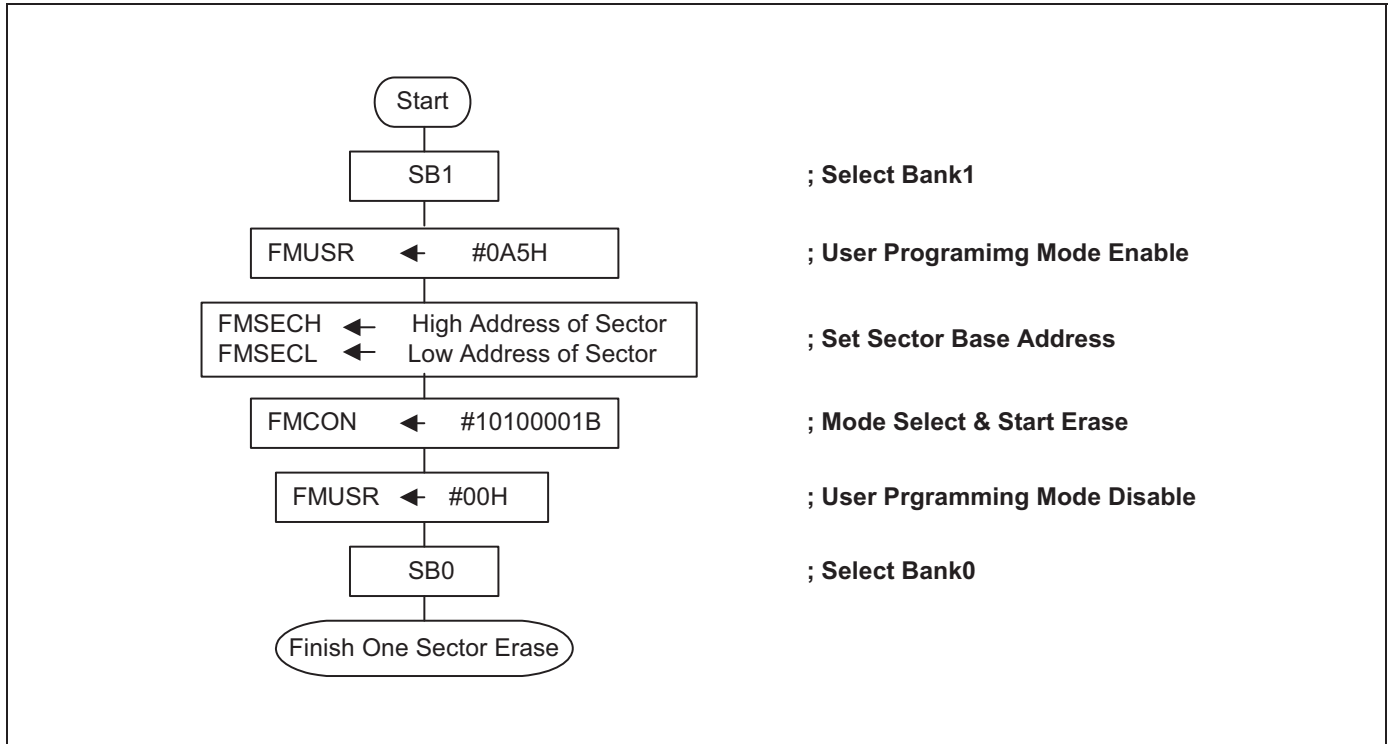 Start
SB1 ; Select Bank1
FMUSR ← #0A5H ; User Programimg Mode Enable
FMSECH ← High Address of Sector
FMSECL ← Low Address of Sector ; Set Sector Base Address
FMCON ← #10100001B ; Mode Select & Start Erase
FMUSR ← #00H ; User Prgramming Mode Disable
SB0 ; Select Bank0
Finish One Sector Erase